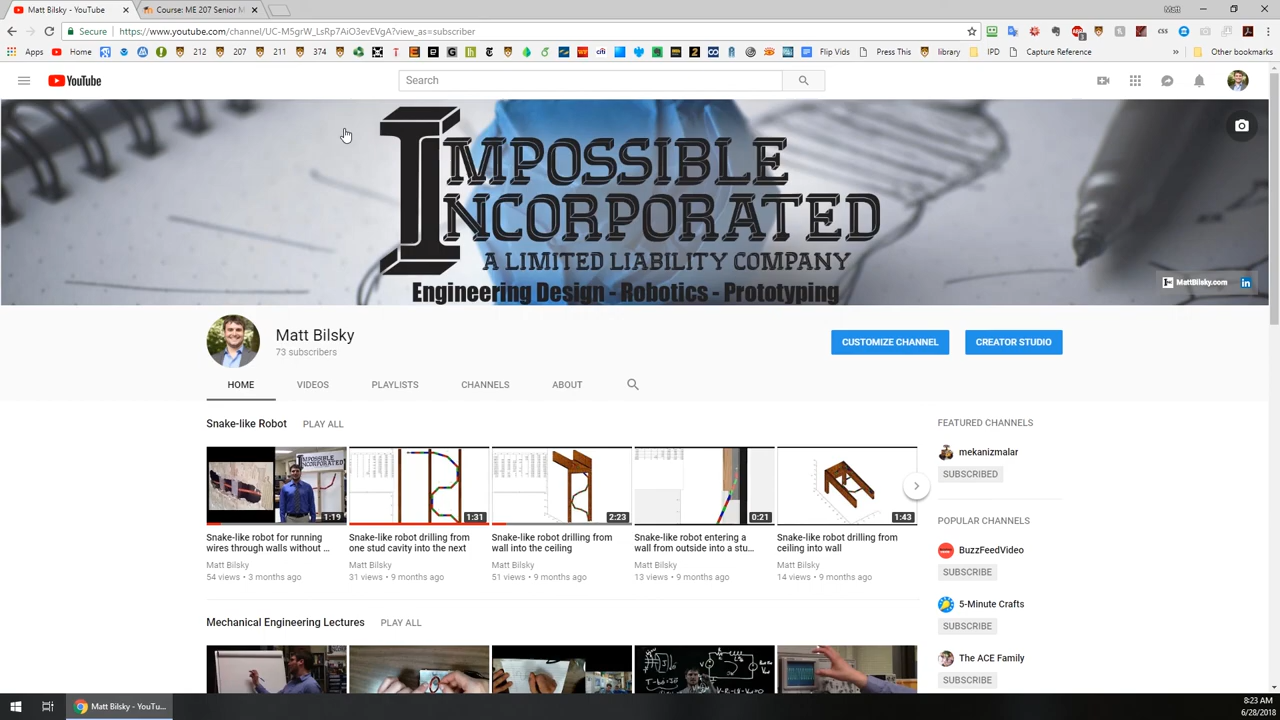 Matt Bilsky - YouTube
Course: ME 207 Senior M
Matt
Secure
https://www.youtube.com/channel/UC-M5grW_LsRp7AiO3evEVgA?view_as=subscriber
Apps
Home
212
207
211
374
citi
Flip Vids
Press This
library
IPD
Capture Reference
Other bookmarks
YouTube
Search
IMPOSSIBLE
INCORPORATED
A LIMITED LIABILITY COMPANY
Engineering Design - Robotics - Prototyping
MattBilsky.com
in
Matt Bilsky
73 subscribers
CUSTOMIZE CHANNEL
CREATOR STUDIO
HOME
VIDEOS
PLAYLISTS
CHANNELS
ABOUT
Snake-like Robot PLAY ALL
1:19
1:31
2:23
0:21
1:43
Snake-like robot for running
wires through walls without ...
Matt Bilsky
54 views • 3 months ago
Snake-like robot drilling from
one stud cavity into the next
Matt Bilsky
31 views • 9 months ago
Snake-like robot drilling from
wall into the ceiling
Matt Bilsky
51 views • 9 months ago
Snake-like robot entering a
wall from outside into a stu...
Matt Bilsky
13 views • 9 months ago
Snake-like robot drilling from
ceiling into wall
Matt Bilsky
14 views • 9 months ago
Mechanical Engineering Lectures PLAY ALL
FEATURED CHANNELS
mekanizmalar
SUBSCRIBED
POPULAR CHANNELS
BuzzFeedVideo
SUBSCRIBE
5-Minute Crafts
SUBSCRIBE
The ACE Family
SUBSCRIBE
Matt Bilsky - YouTu...
8:23 AM
6/28/2018